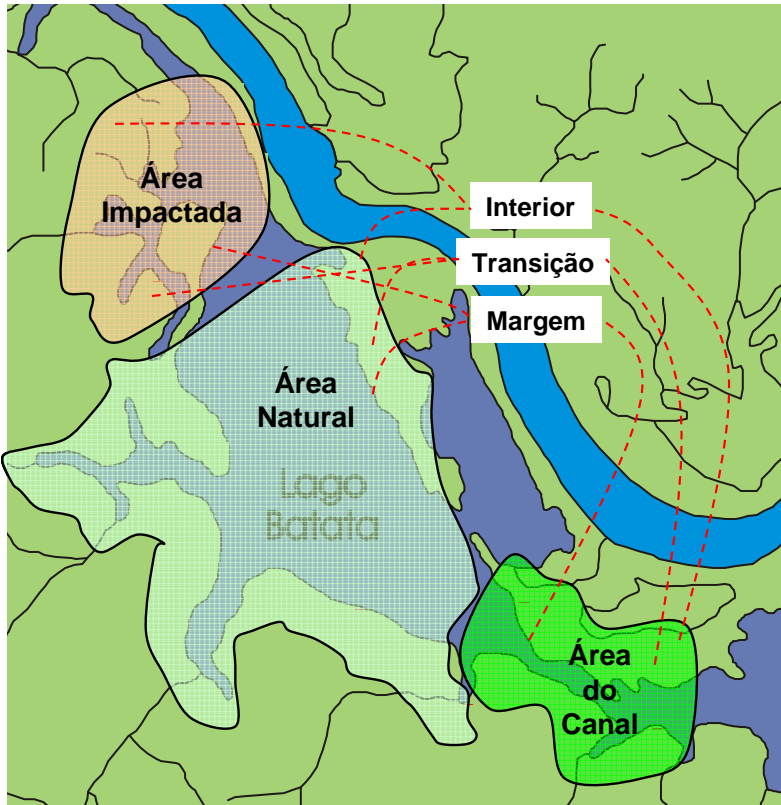 Área
Impactada
Interior
Transição
Margem
Área
Natural
Lago
Batata
Área
do
Canal